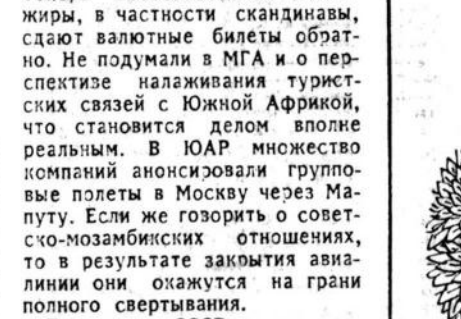 жиры, в частности скандинавы,
сдают валютные билеты обрат-
но. Не подумали в МГА и о пер-
спективе налаживания турист-
ских связей с Южной Африкой,
что становится делом вполне
реальным. В ЮАР множество
компаний анонсировали группо-
вые полеты в Москву через Ма-
путу. Если же говорить о совет-
ско-мозамбикских отношениях,
то в результате закрытия авиа-
линии они окажутся на грани
полного свертывания.